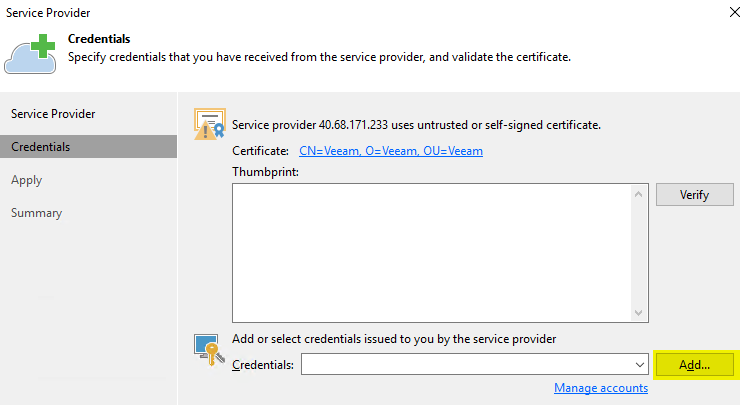 Service Provider
Credentials
Specify credentials that you have received from the service provider, and validate the certificate.
Service Provider
Credentials
Apply
Summary
Service provider 40.68.171.233 uses untrusted or self-signed certificate.
Certificate: CN=Veeam, O=Veeam, OU=Veeam
Thumbprint:
Verify
Add or select credentials issued to you by the service provider
Credentials: Add...
Manage accounts